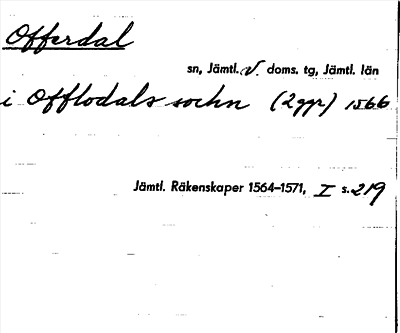 Offerdal
sn, Jämtl. v. doms. tg, Jämtl. län
i Offlodals sochn (2 ggr) 1566
Jämtl. Räkenskaper 1564–1571, I s. 219